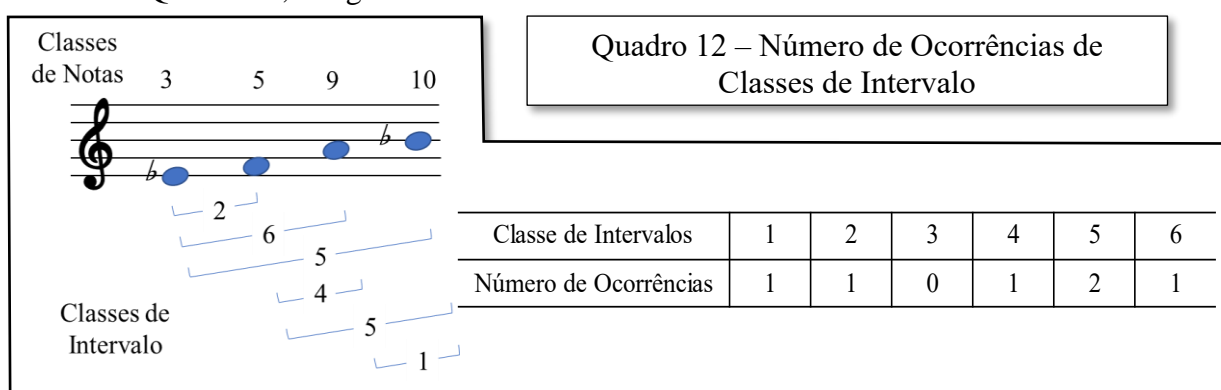 Classes
de Notas 3 5 9 10
Quadro 12 – Número de Ocorrências de
Classes de Intervalo
2
6
5
4
5
1
Classes de
Intervalo
Classe de Intervalos 1 2 3 4 5 6
Número de Ocorrências 1 1 0 1 2 1